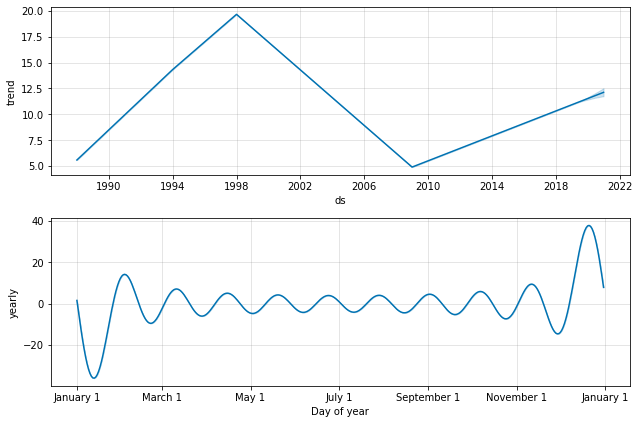 20.0
17.5
15.0
12.5
10.0
7.5
5.0
trend
1990 1994 1998 2002 2006 2010 2014 2018 2022
ds
40
20
0
−20
yearly
January 1 March 1 May 1 July 1 September 1 November 1 January 1
Day of year